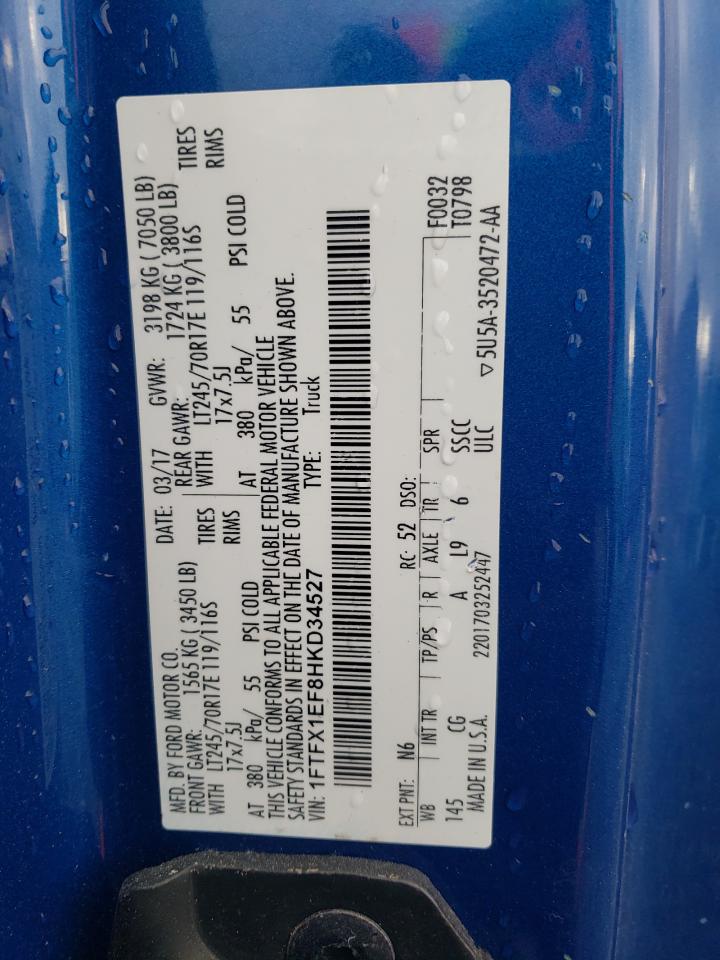 MFD. BY FORD MOTOR CO. DATE: 03/17 GVWR: 3198 KG ( 7050 LB)
FRONT GAWR: 1565 KG ( 3450 LB) REAR GAWR: 1724 KG ( 3800 LB)
WITH LT245/70R17E 119/116S TIRES WITH LT245/70R17E 119/116S TIRES
17x7.5J RIMS 17x7.5J RIMS
AT 380 kPa/ 55 PSI COLD AT 380 kPa/ 55 PSI COLD
THIS VEHICLE CONFORMS TO ALL APPLICABLE FEDERAL MOTOR VEHICLE
SAFETY STANDARDS IN EFFECT ON THE DATE OF MANUFACTURE SHOWN ABOVE.
VIN: 1FTFX1EF8HKD34527 TYPE: Truck
EXT PNT: N6 RC: 52 DSO:
WB INT TR TP/PS R AXLE TR SPR F0032
145 CG A L9 6 SSCC T0798
MADE IN U.S.A. 2201703252447 ULC ▽5U5A-3520472-AA